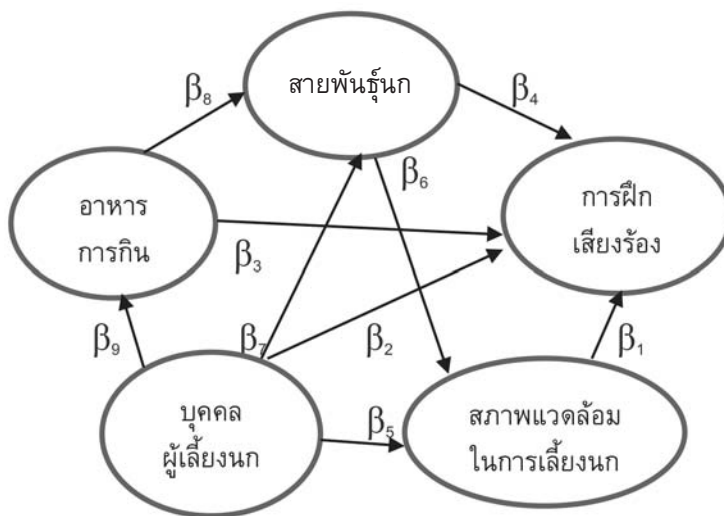 สายพันธุ์นก
β8
β4
β6
อาหาร
การกิน
การฝึก
เสียงร้อง
β3
β9
β7
β2
β1
บุคคล
ผู้เลี้ยงนก
β5
สภาพแวดล้อม
ในการเลี้ยงนก